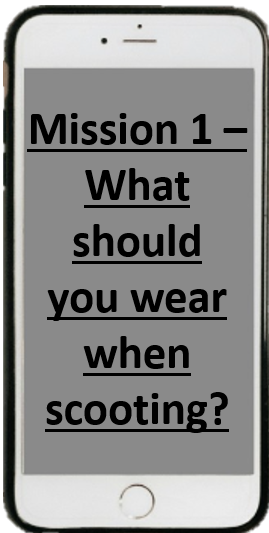 Mission 1 –
What
should
you wear
when
scooting?